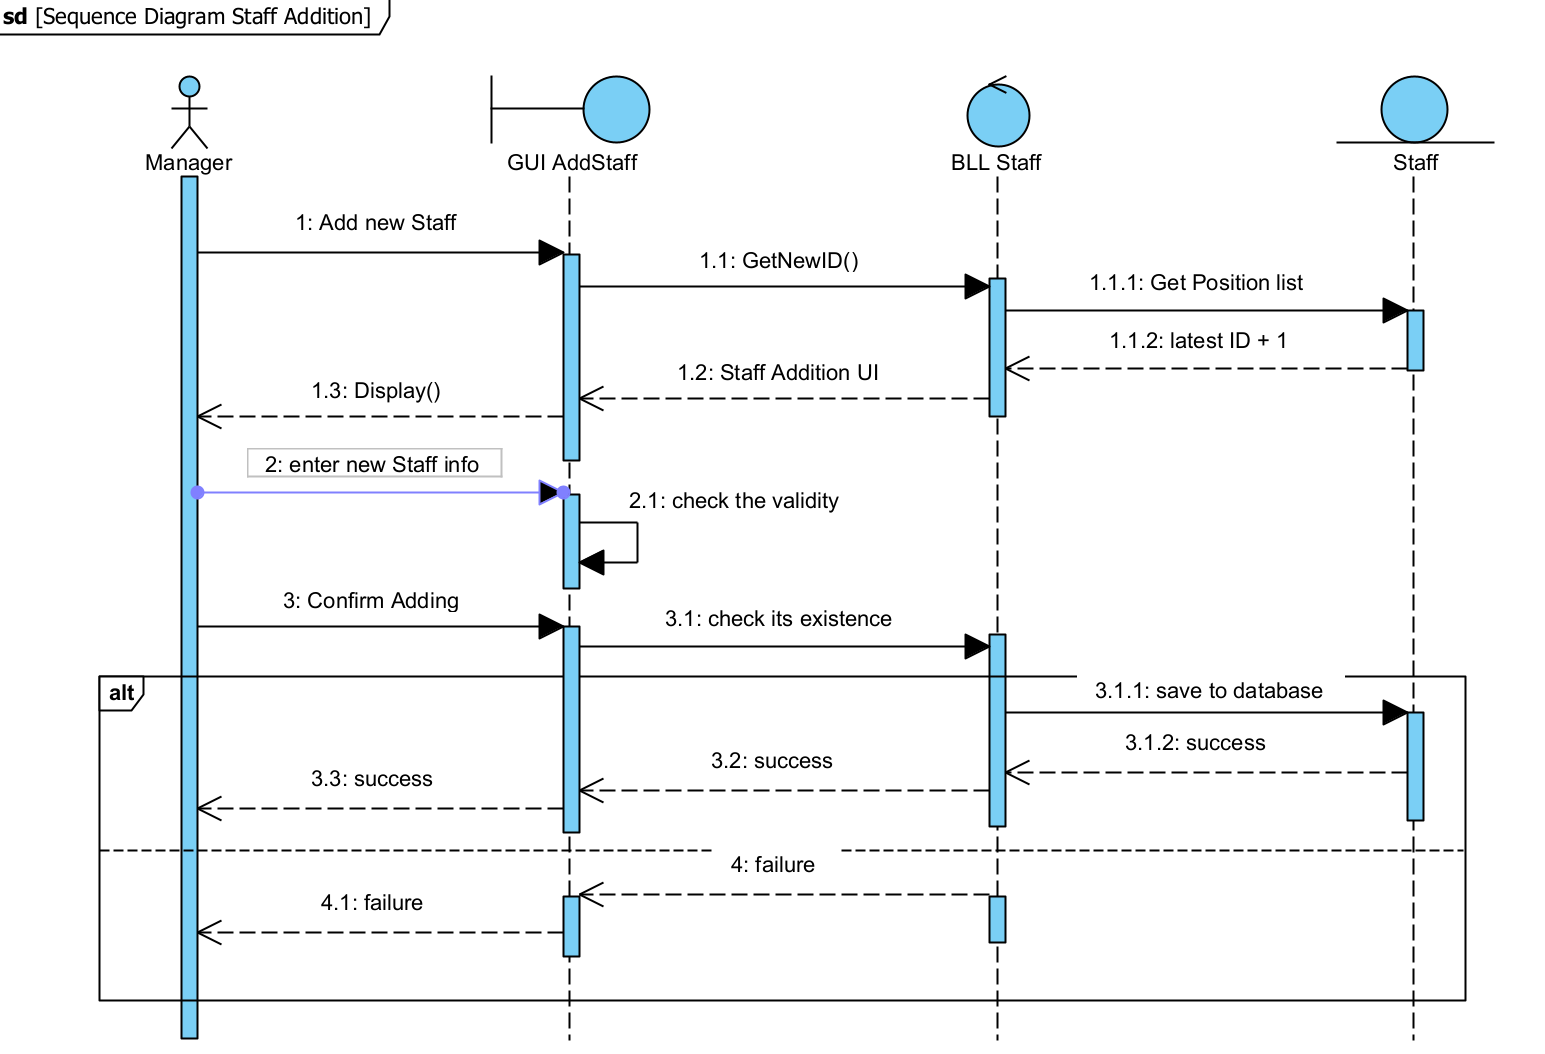 sd [Sequence Diagram Staff Addition]
Manager
GUI AddStaff
BLL Staff
Staff
1: Add new Staff
1.1: GetNewID()
1.1.1: Get Position list
1.1.2: latest ID + 1
1.2: Staff Addition UI
1.3: Display()
2: enter new Staff info
2.1: check the validity
3: Confirm Adding
3.1: check its existence
alt
3.1.1: save to database
3.1.2: success
3.2: success
3.3: success
4: failure
4.1: failure